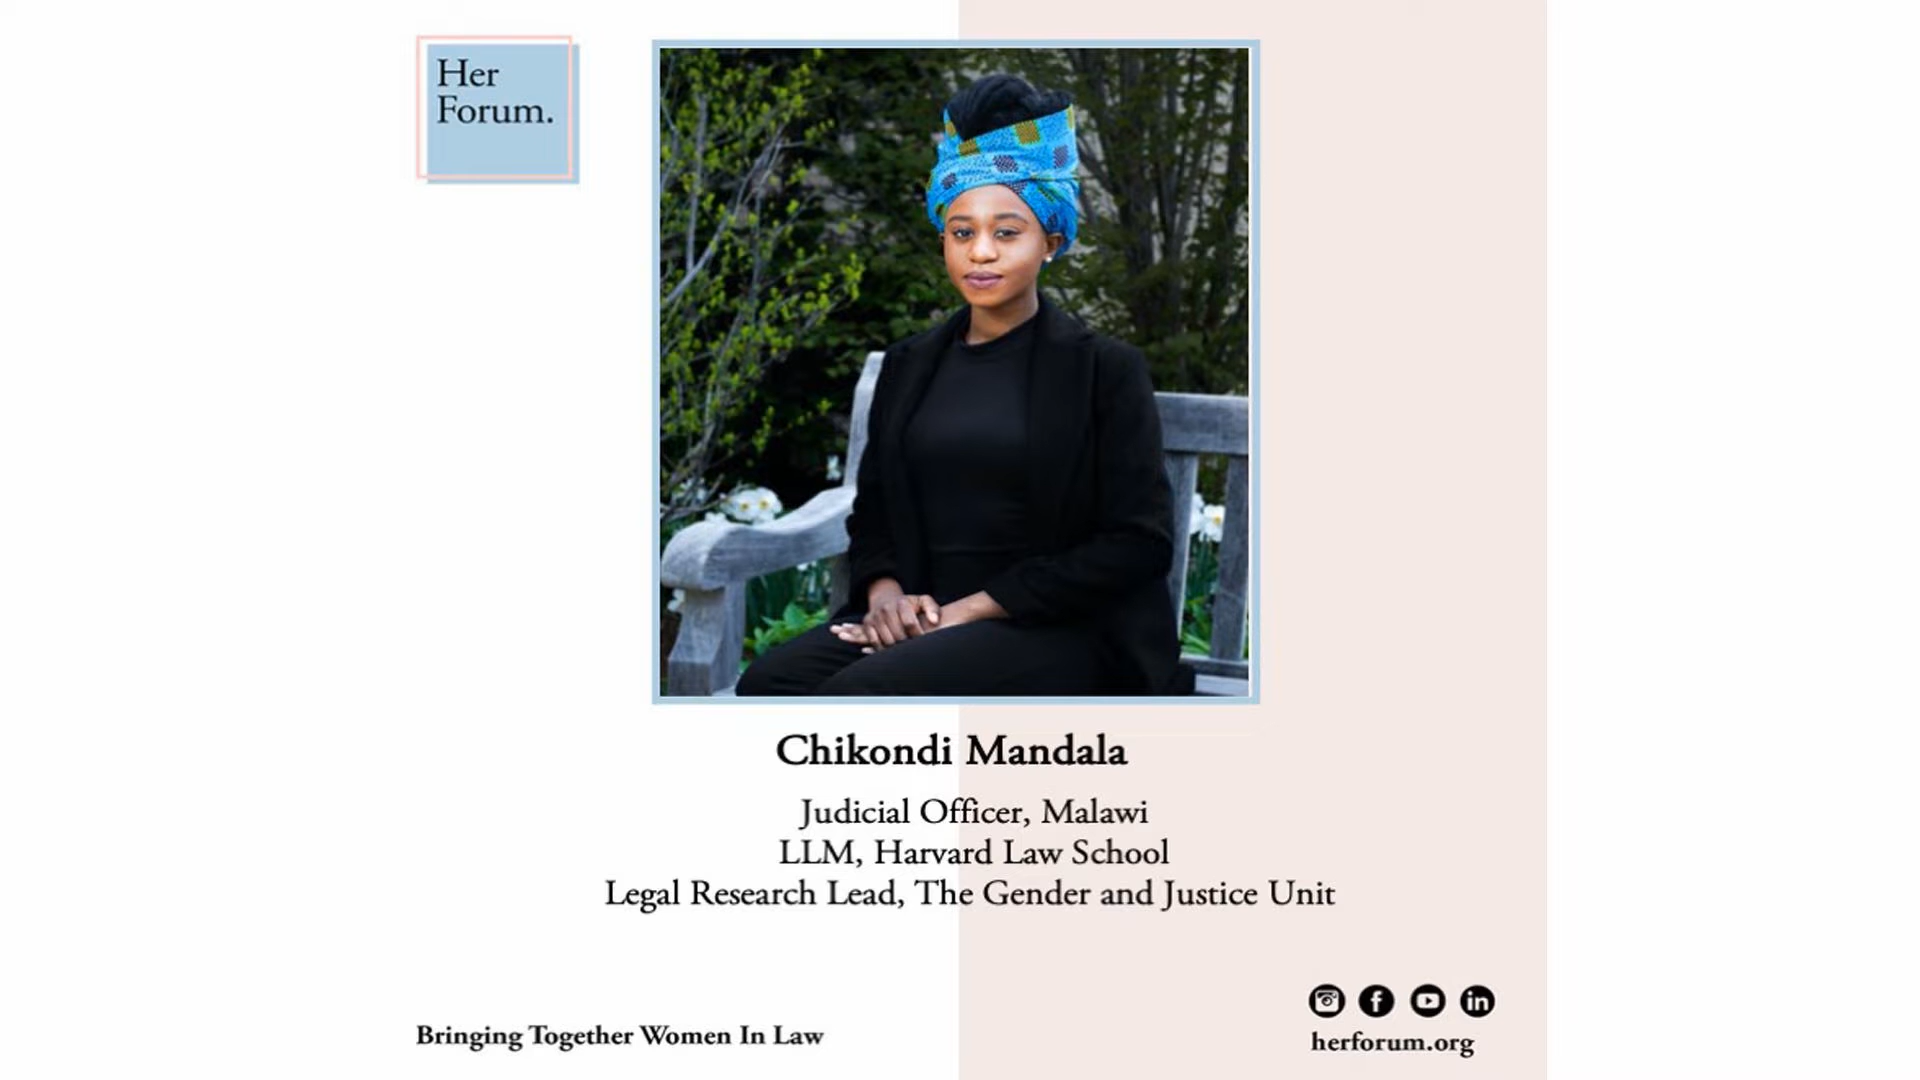 Her
Forum.
Chikondi Mandala
Judicial Officer, Malawi
LLM, Harvard Law School
Legal Research Lead, The Gender and Justice Unit
Bringing Together Women In Law
herforum.org